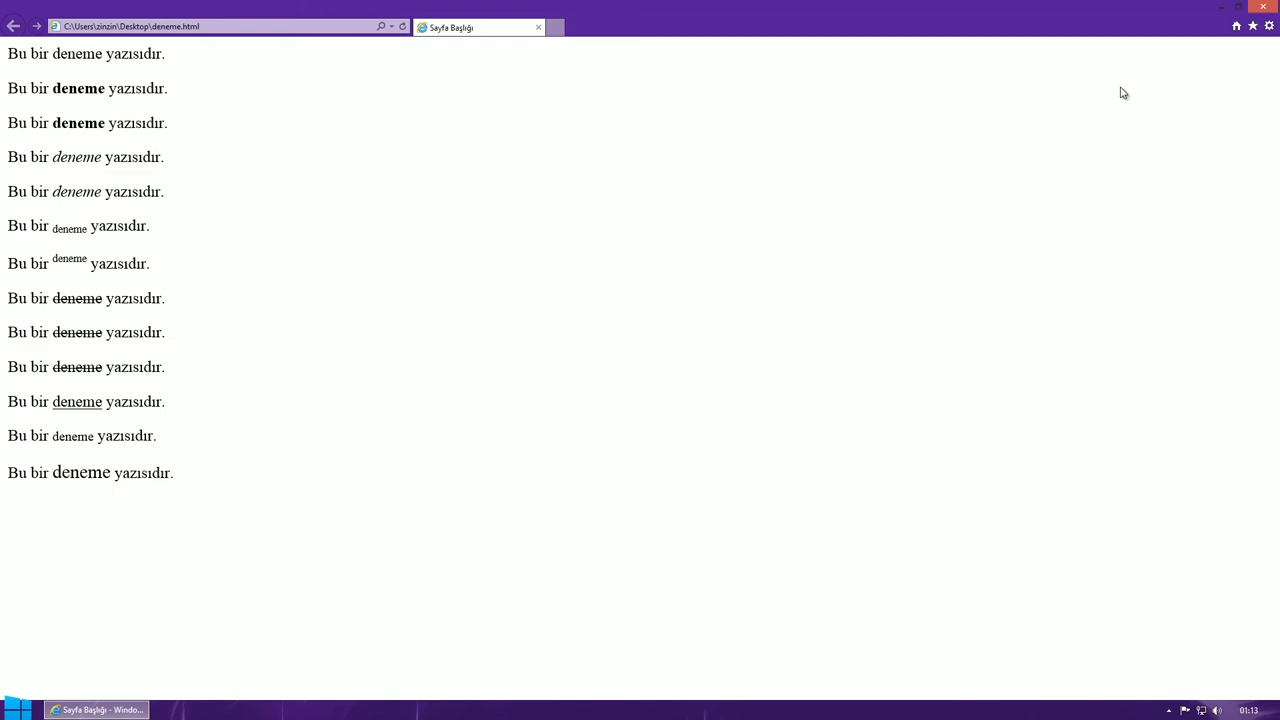 C:\Users\zinzin\Desktop\deneme.html
Sayfa Başlığı
Bu bir deneme yazısıdır.
Bu bir deneme yazısıdır.
Bu bir deneme yazısıdır.
Bu bir deneme yazısıdır.
Bu bir deneme yazısıdır.
Bu bir deneme yazısıdır.
Bu bir deneme yazısıdır.
Bu bir deneme yazısıdır.
Bu bir deneme yazısıdır.
Bu bir deneme yazısıdır.
Bu bir deneme yazısıdır.
Bu bir deneme yazısıdır.
Bu bir deneme yazısıdır.
Sayfa Başlığı - Windo...
01:13